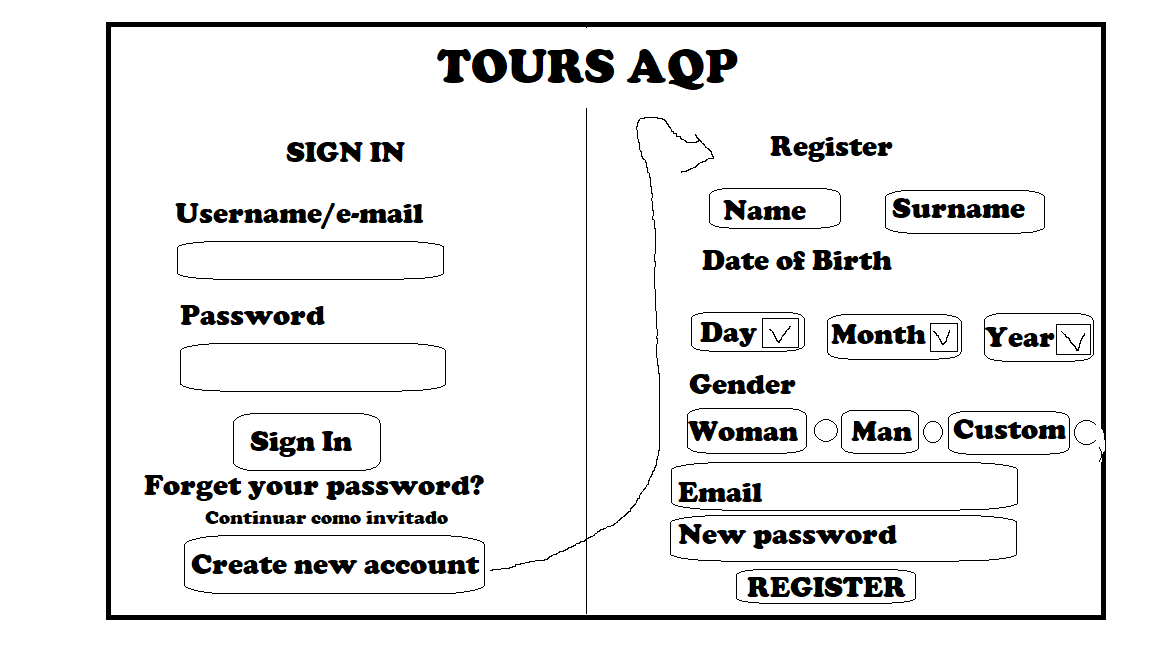 TOURS AQP
SIGN IN
Username/e-mail
Password
Sign In
Forget your password?
Continuar como invitado
Create new account
Register
Name Surname
Date of Birth
Day Month Year
Gender
Woman Man Custom
Email
New password
REGISTER